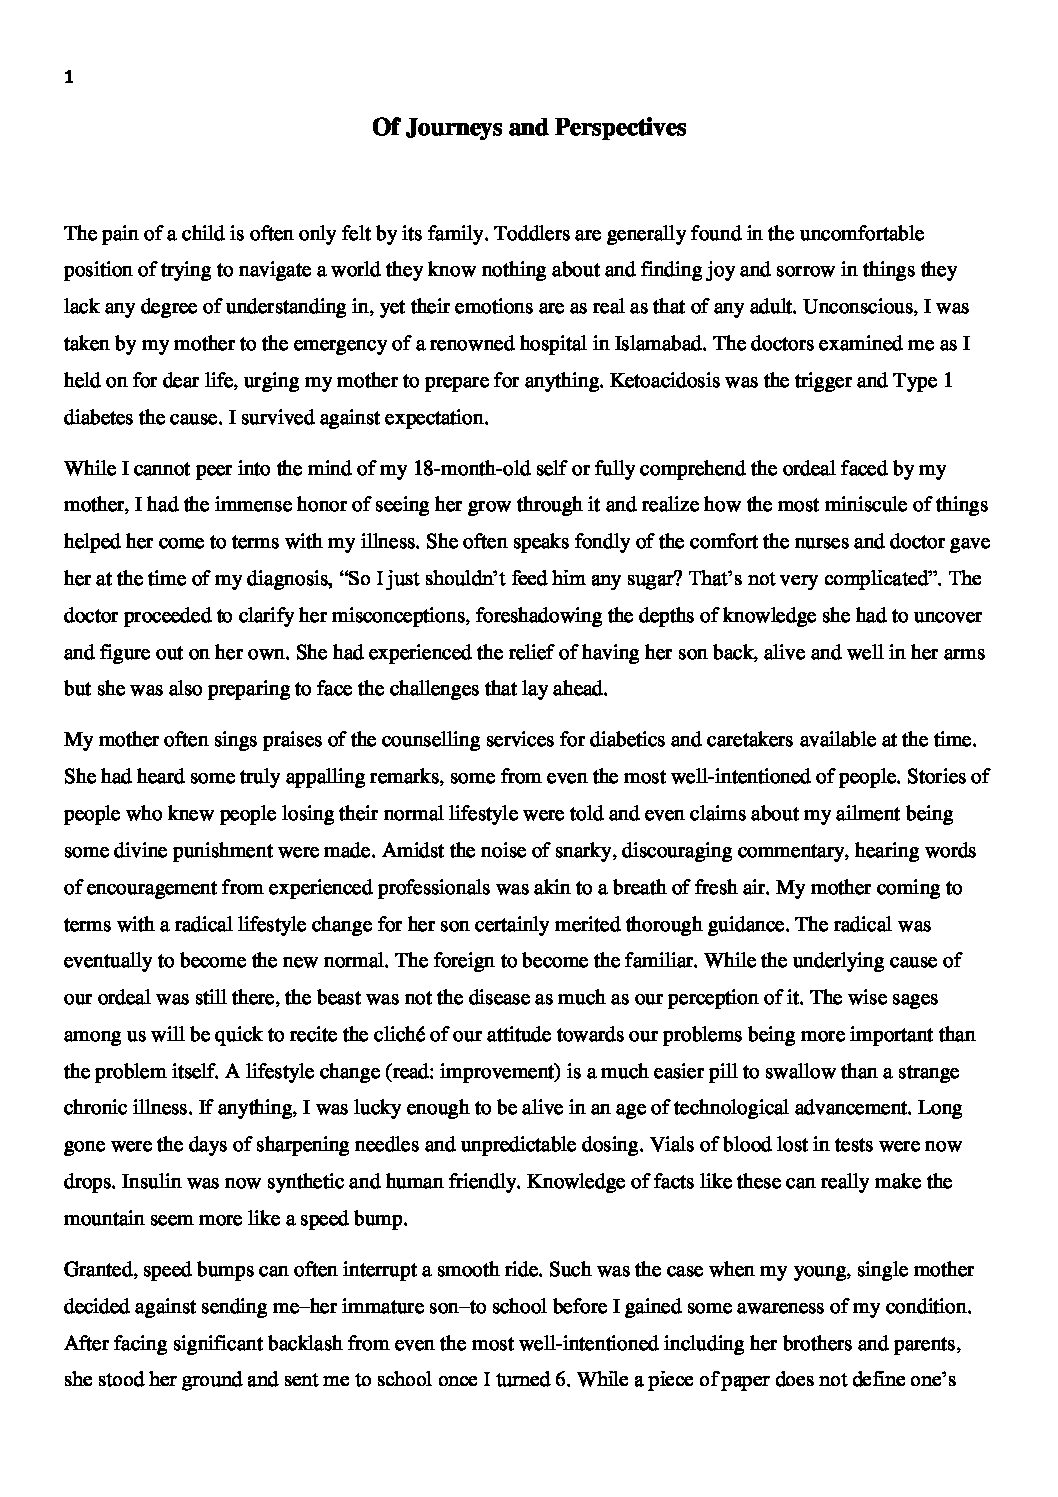 1
Of Journeys and Perspectives
The pain of a child is often only felt by its family. Toddlers are generally found in the uncomfortable
position of trying to navigate a world they know nothing about and finding joy and sorrow in things they
lack any degree of understanding in, yet their emotions are as real as that of any adult. Unconscious, I was
taken by my mother to the emergency of a renowned hospital in Islamabad. The doctors examined me as I
held on for dear life, urging my mother to prepare for anything. Ketoacidosis was the trigger and Type 1
diabetes the cause. I survived against expectation.
While I cannot peer into the mind of my 18-month-old self or fully comprehend the ordeal faced by my
mother, I had the immense honor of seeing her grow through it and realize how the most miniscule of things
helped her come to terms with my illness. She often speaks fondly of the comfort the nurses and doctor gave
her at the time of my diagnosis, “So I just shouldn’t feed him any sugar? That’s not very complicated”. The
doctor proceeded to clarify her misconceptions, foreshadowing the depths of knowledge she had to uncover
and figure out on her own. She had experienced the relief of having her son back, alive and well in her arms
but she was also preparing to face the challenges that lay ahead.
My mother often sings praises of the counselling services for diabetics and caretakers available at the time.
She had heard some truly appalling remarks, some from even the most well-intentioned of people. Stories of
people who knew people losing their normal lifestyle were told and even claims about my ailment being
some divine punishment were made. Amidst the noise of snarky, discouraging commentary, hearing words
of encouragement from experienced professionals was akin to a breath of fresh air. My mother coming to
terms with a radical lifestyle change for her son certainly merited thorough guidance. The radical was
eventually to become the new normal. The foreign to become the familiar. While the underlying cause of
our ordeal was still there, the beast was not the disease as much as our perception of it. The wise sages
among us will be quick to recite the cliché of our attitude towards our problems being more important than
the problem itself. A lifestyle change (read: improvement) is a much easier pill to swallow than a strange
chronic illness. If anything, I was lucky enough to be alive in an age of technological advancement. Long
gone were the days of sharpening needles and unpredictable dosing. Vials of blood lost in tests were now
drops. Insulin was now synthetic and human friendly. Knowledge of facts like these can really make the
mountain seem more like a speed bump.
Granted, speed bumps can often interrupt a smooth ride. Such was the case when my young, single mother
decided against sending me–her immature son–to school before I gained some awareness of my condition.
After facing significant backlash from even the most well-intentioned including her brothers and parents,
she stood her ground and sent me to school once I turned 6. While a piece of paper does not define one’s